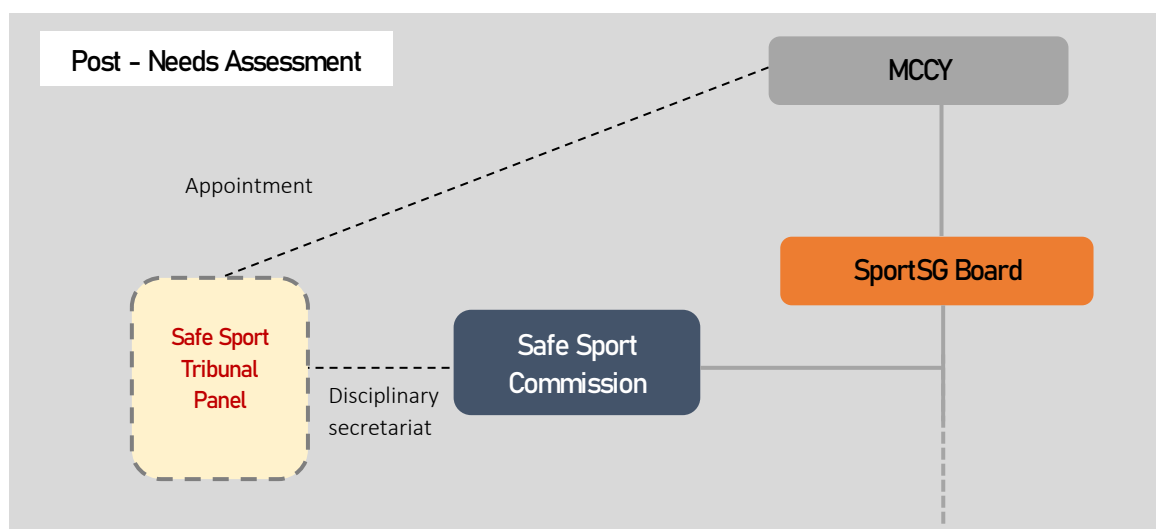 Post - Needs Assessment
MCCY
Appointment
SportSG Board
Safe Sport
Tribunal
Panel
Safe Sport
Commission
Disciplinary
secretariat